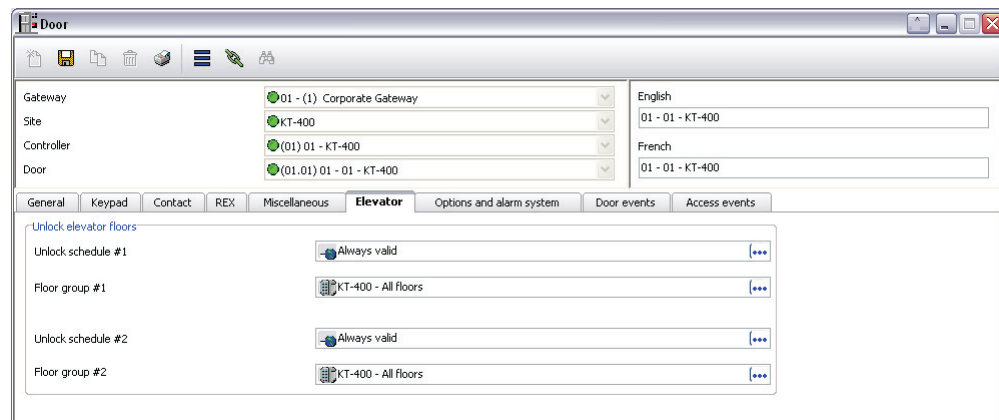 Door
Gateway
01 - (1) Corporate Gateway
English
Site
KT-400
01 - 01 - KT-400
Controller
(01) 01 - KT-400
French
Door
(01.01) 01 - 01 - KT-400
01 - 01 - KT-400
General Keypad Contact REX Miscellaneous Elevator Options and alarm system Door events Access events
Unlock elevator floors
Unlock schedule #1
Always valid
Floor group #1
KT-400 - All floors
Unlock schedule #2
Always valid
Floor group #2
KT-400 - All floors